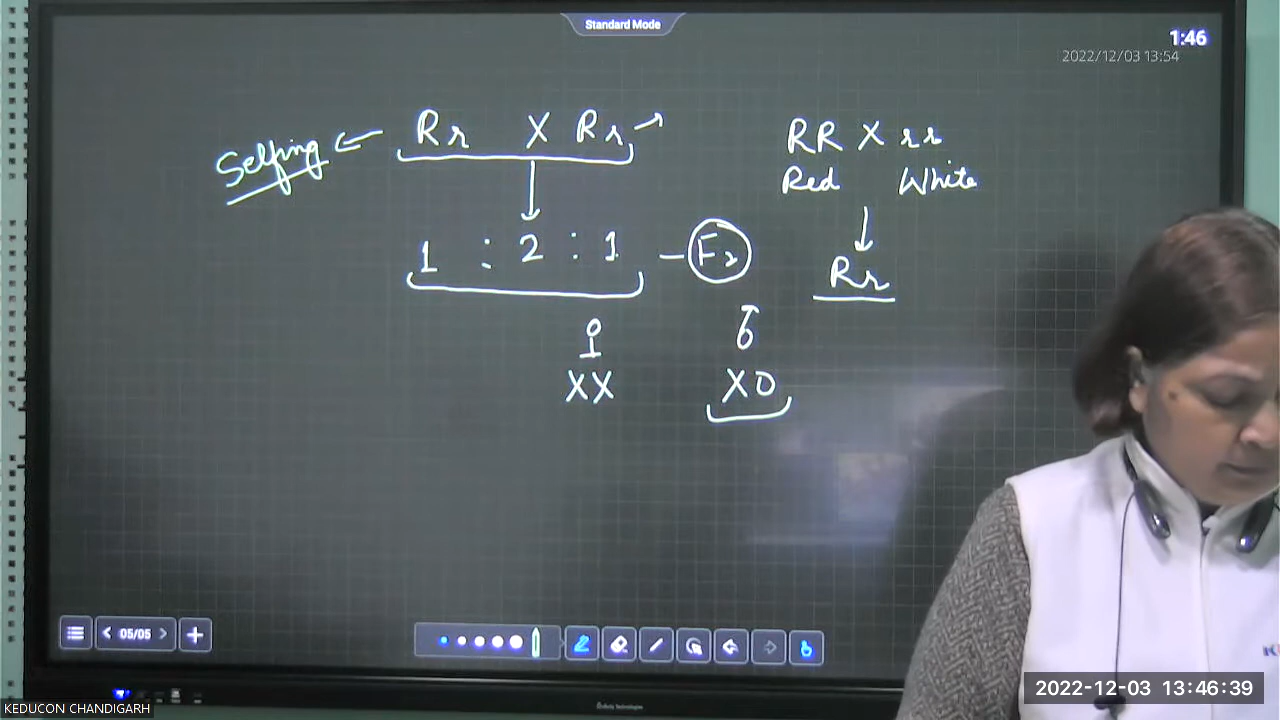 Standard Mode
1:46
2022/12/03 13:54
Selfing ← Rr X Rr →
RR X rr
Red White
↓
↓
1 : 2 : 1 – F2
Rr
♀ ♂
XX XO
05/05
KEDUCON CHANDIGARH
2022-12-03 13:46:39